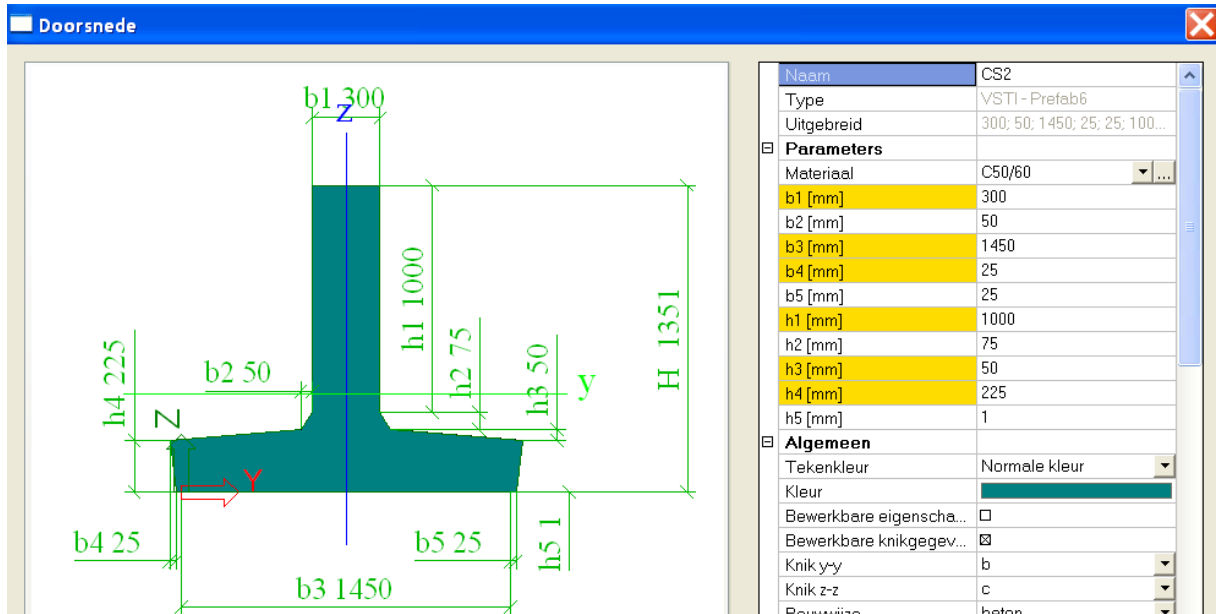 Doorsnede
b1 300
z
h1 1000
h2 75
h3 50
H 1351
h4 225
b2 50
y
Z
Y
b4 25
b5 25
h5 1
b3 1450
Naam CS2
Type VSTI - Prefab6
Uitgebreid 300; 50; 1450; 25; 25; 100...
Parameters
Materiaal C50/60 ...
b1 [mm] 300
b2 [mm] 50
b3 [mm] 1450
b4 [mm] 25
b5 [mm] 25
h1 [mm] 1000
h2 [mm] 75
h3 [mm] 50
h4 [mm] 225
h5 [mm] 1
Algemeen
Tekenkleur Normale kleur
Kleur
Bewerkbare eigenscha...
Bewerkbare knikgegev...
Knik y-y b
Knik z-z c
Bouwwijze beton